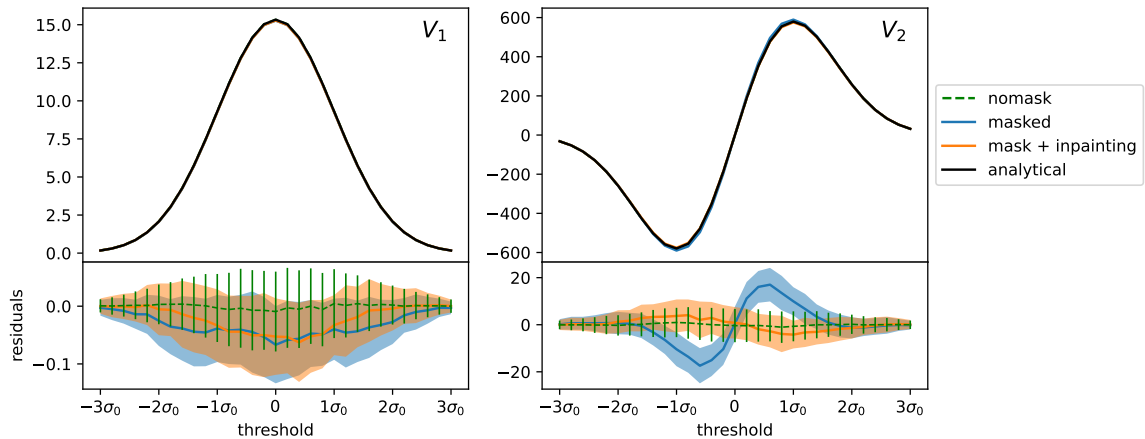 V₁
15.0
12.5
10.0
7.5
5.0
2.5
0.0
V₂
600
400
200
0
−200
−400
−600
nomask
masked
mask + inpainting
analytical
residuals
0.0
−0.1
−3σ₀ −2σ₀ −1σ₀ 0 1σ₀ 2σ₀ 3σ₀
threshold
20
0
−20
−3σ₀ −2σ₀ −1σ₀ 0 1σ₀ 2σ₀ 3σ₀
threshold